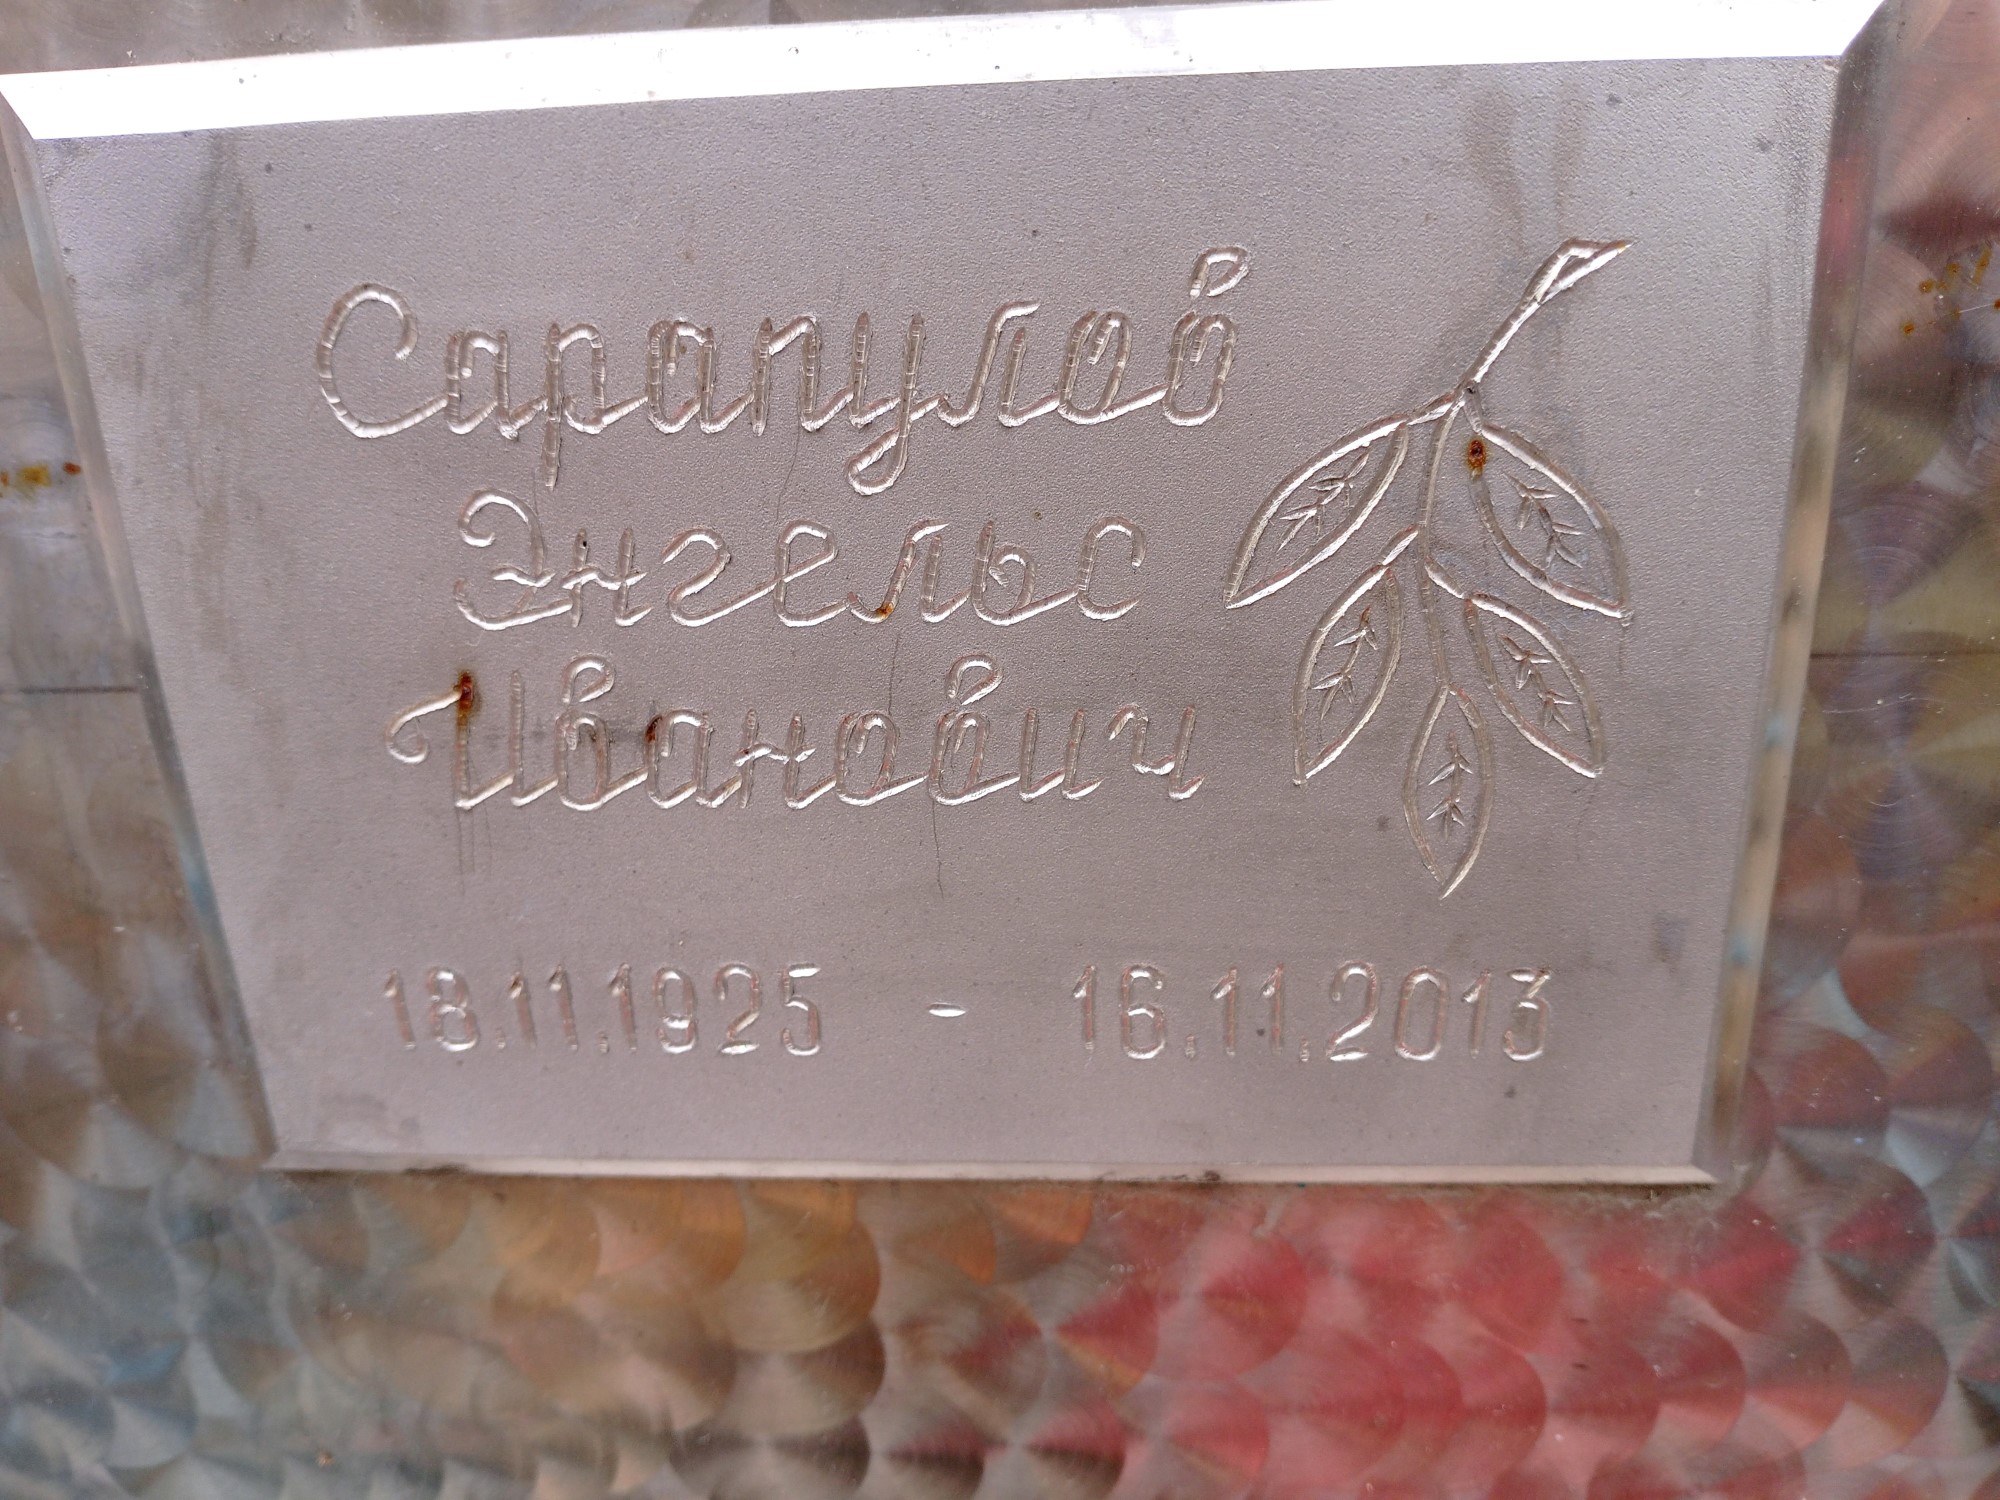 Сарапулов
Энгельс
Иванович
18.11.1925 - 16.11.2013